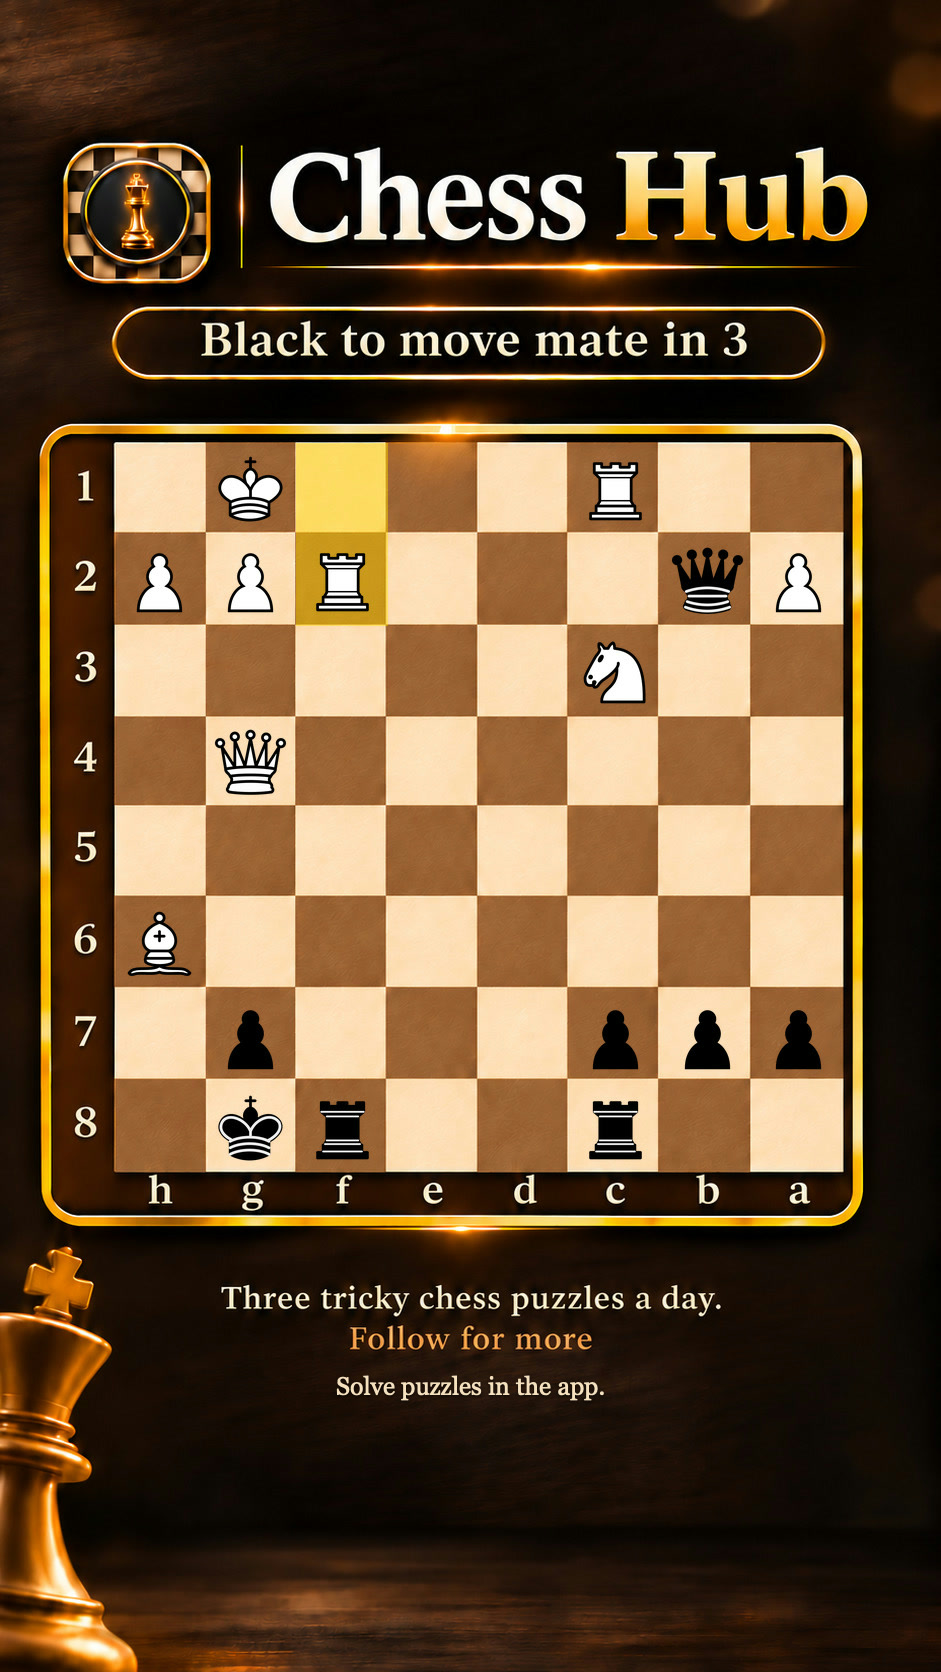 Chess Hub
Black to move mate in 3
1
2
3
4
5
6
7
8
h g f e d c b a
Three tricky chess puzzles a day.
Follow for more
Solve puzzles in the app.